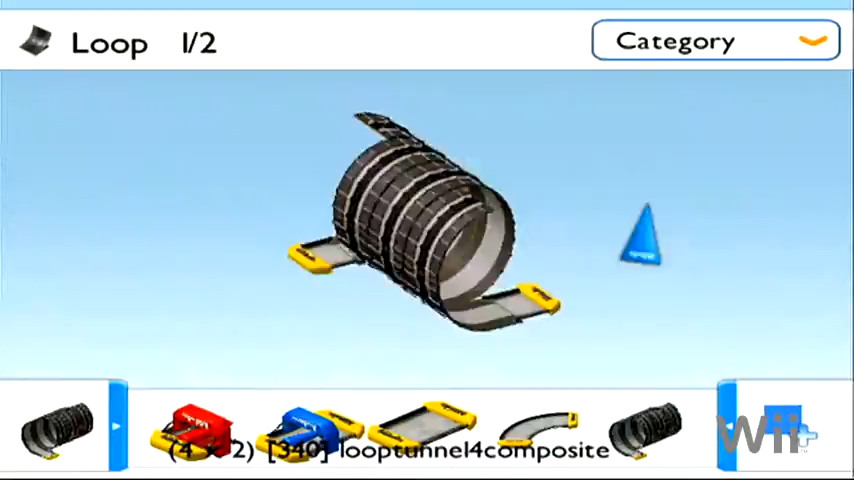 Loop 1/2
Category
Wii
(4 x 2) [340] looptunnel4composite